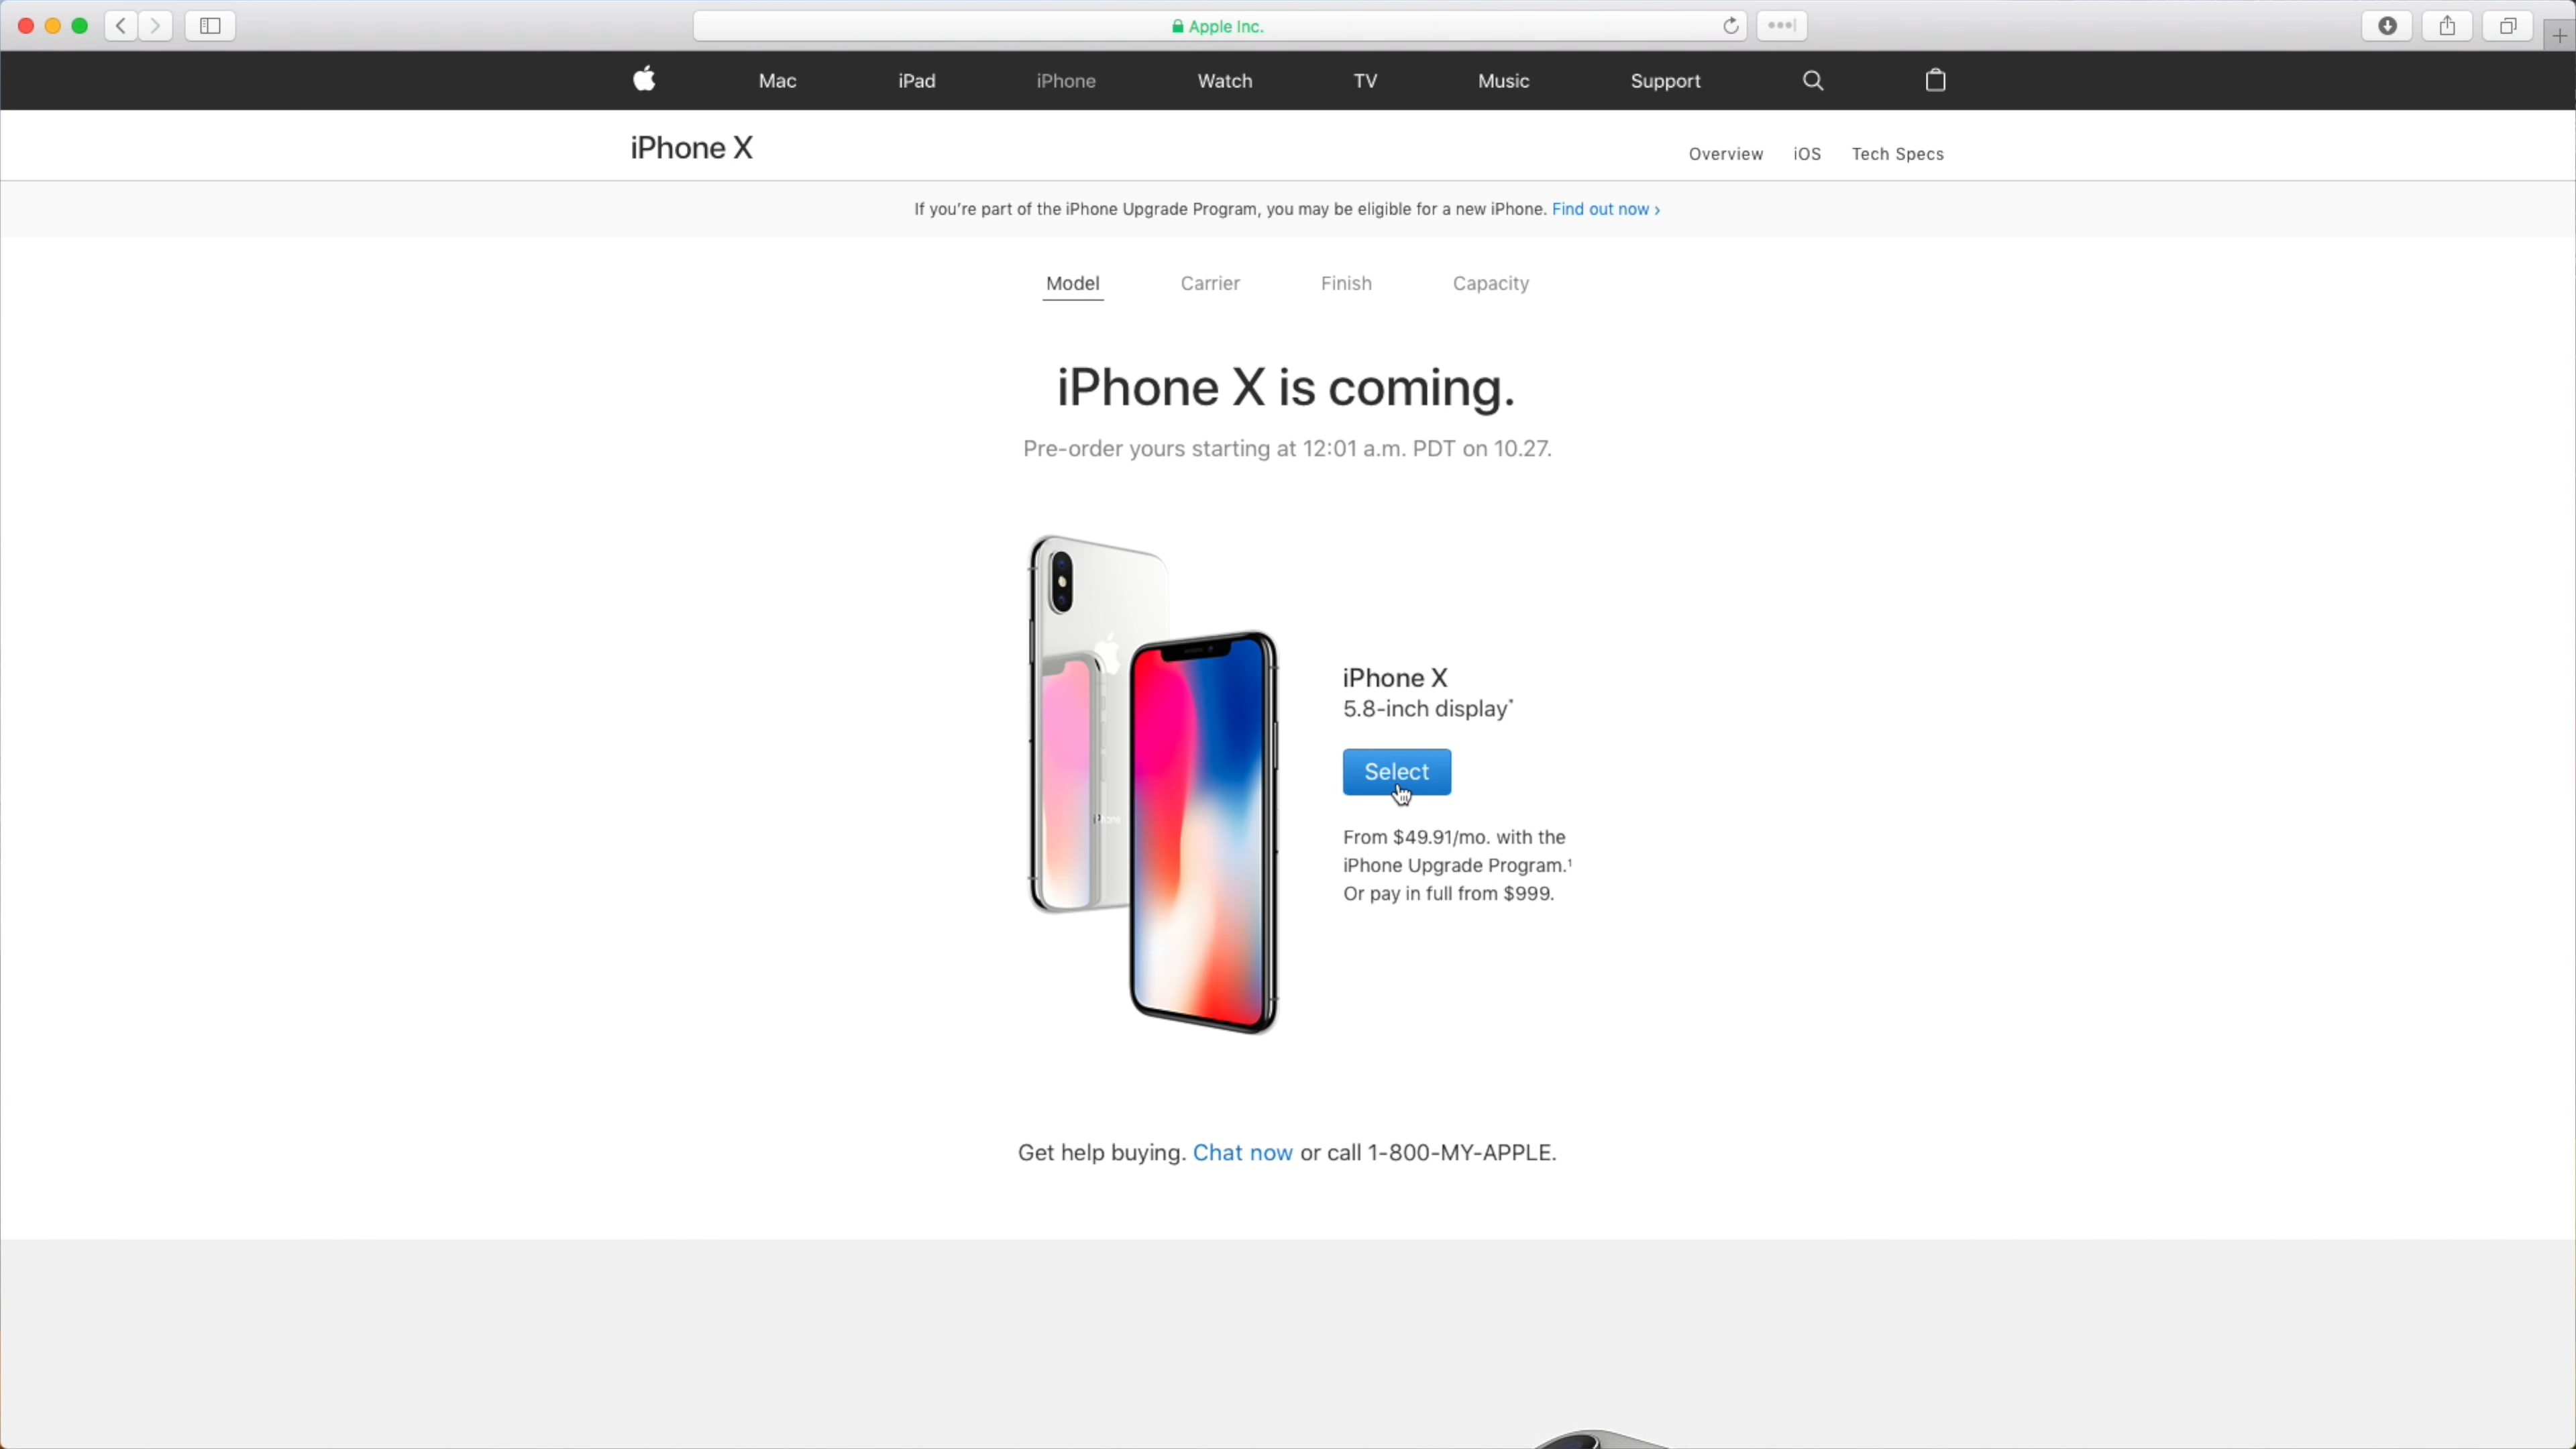 Apple Inc.
Mac iPad iPhone Watch TV Music Support
iPhone X
Overview iOS Tech Specs
If you’re part of the iPhone Upgrade Program, you may be eligible for a new iPhone. Find out now ›
Model Carrier Finish Capacity
iPhone X is coming.
Pre-order yours starting at 12:01 a.m. PDT on 10.27.
iPhone X
5.8-inch display*
Select
From $49.91/mo. with the
iPhone Upgrade Program.¹
Or pay in full from $999.
iPhone
Get help buying. Chat now or call 1-800-MY-APPLE.